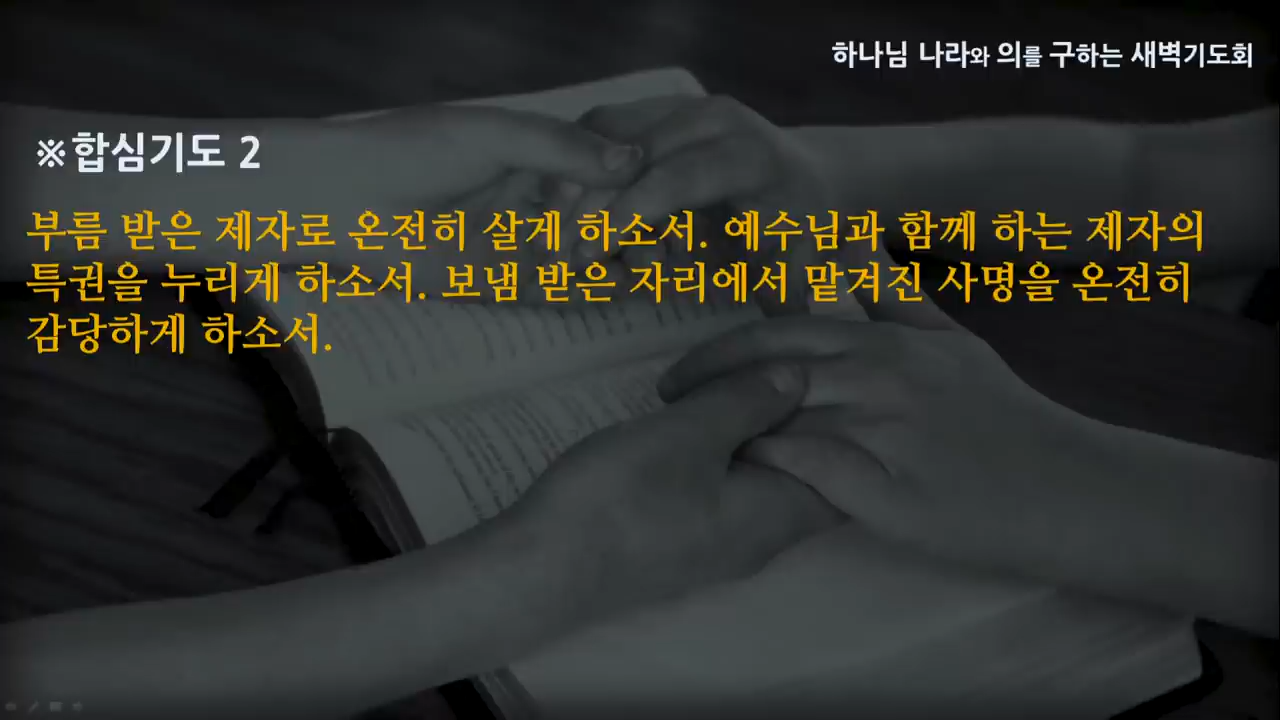 하나님 나라와 의를 구하는 새벽기도회
※합심기도 2
부름 받은 제자로 온전히 살게 하소서. 예수님과 함께 하는 제자의
특권을 누리게 하소서. 보냄 받은 자리에서 맡겨진 사명을 온전히
감당하게 하소서.